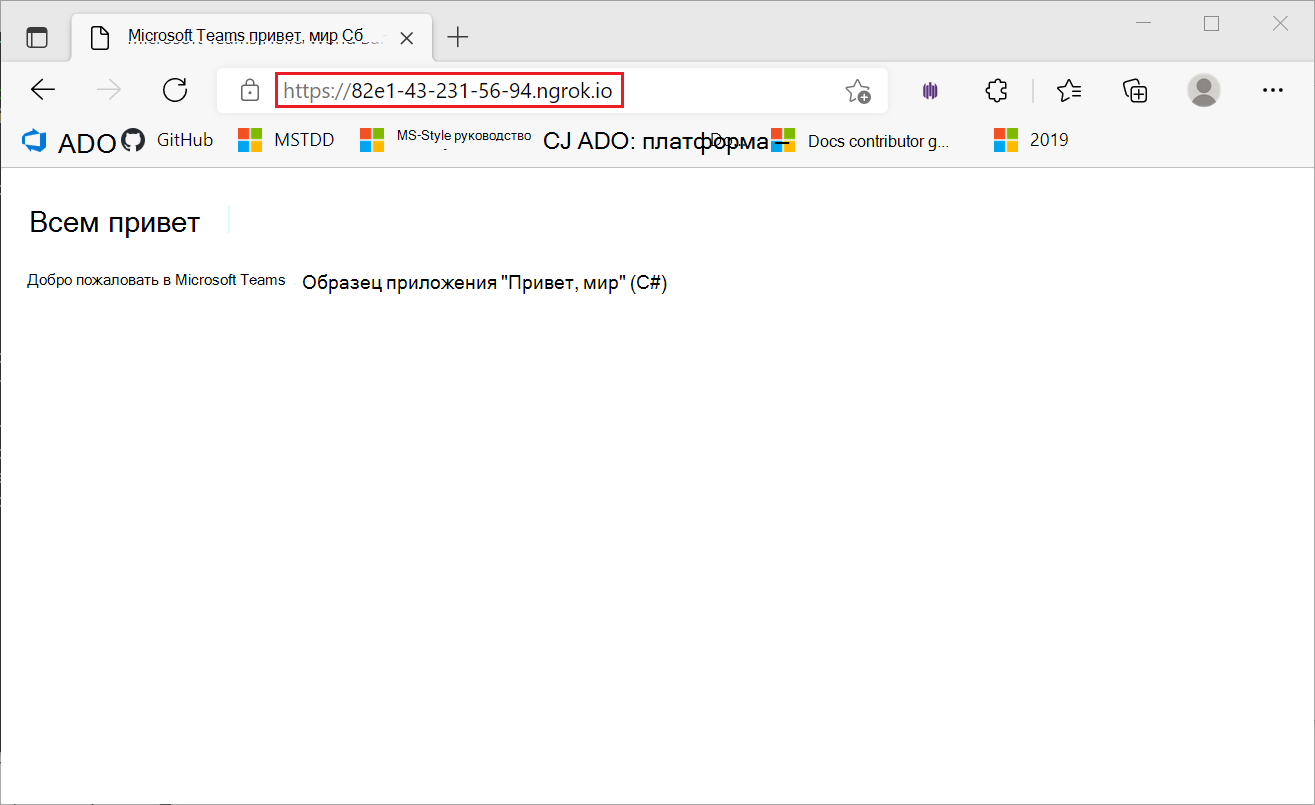 Microsoft Teams привет, мир Сб
https://82e1-43-231-56-94.ngrok.io
ADO GitHub MSTDD MS-Style руководство CJ ADO: платформа – Docs contributor g... 2019
Всем привет
Добро пожаловать в Microsoft Teams Образец приложения "Привет, мир" (C#)